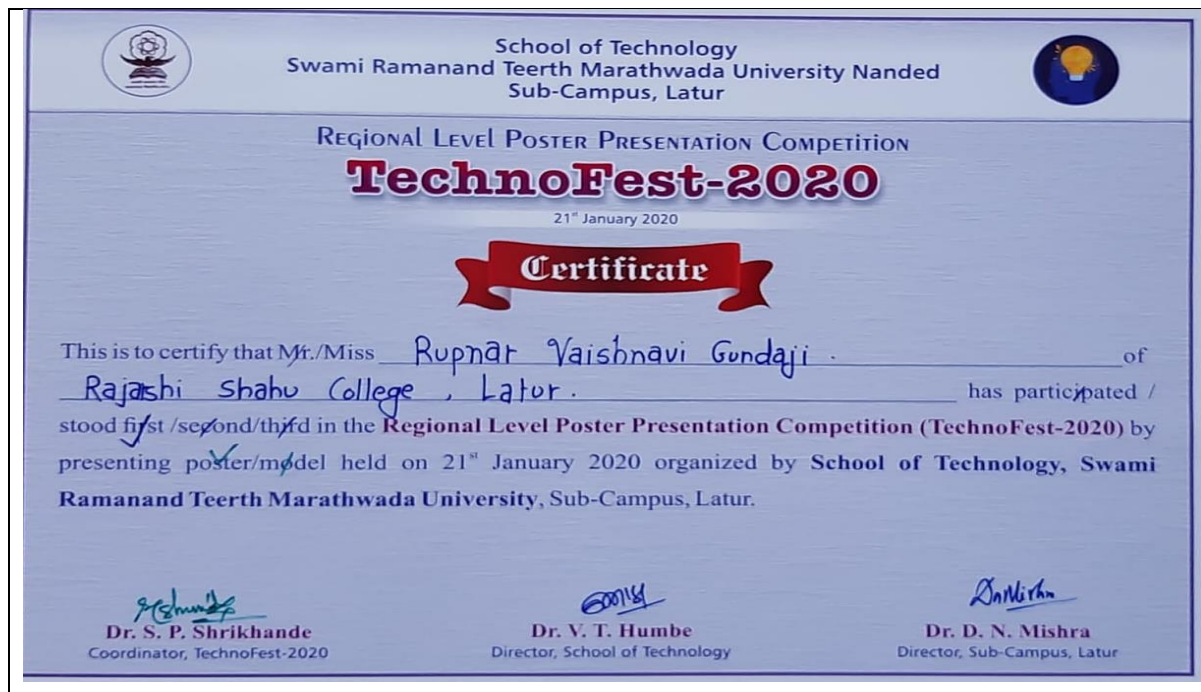 School of Technology
Swami Ramanand Teerth Marathwada University Nanded
Sub-Campus, Latur
Regional Level Poster Presentation Competition
TechnoFest-2020
21st January 2020
Certificate
This is to certify that Mr./Miss Rupnar Vaishnavi Gundaji. of
Rajarshi Shahu College, Latur. has participated /
stood first /second/third in the Regional Level Poster Presentation Competition (TechnoFest-2020) by
presenting poster/model held on 21st January 2020 organized by School of Technology, Swami
Ramanand Teerth Marathwada University, Sub-Campus, Latur.
Dr. S. P. Shrikhande
Coordinator, TechnoFest-2020
Dr. V. T. Humbe
Director, School of Technology
DnMishra
Dr. D. N. Mishra
Director, Sub-Campus, Latur